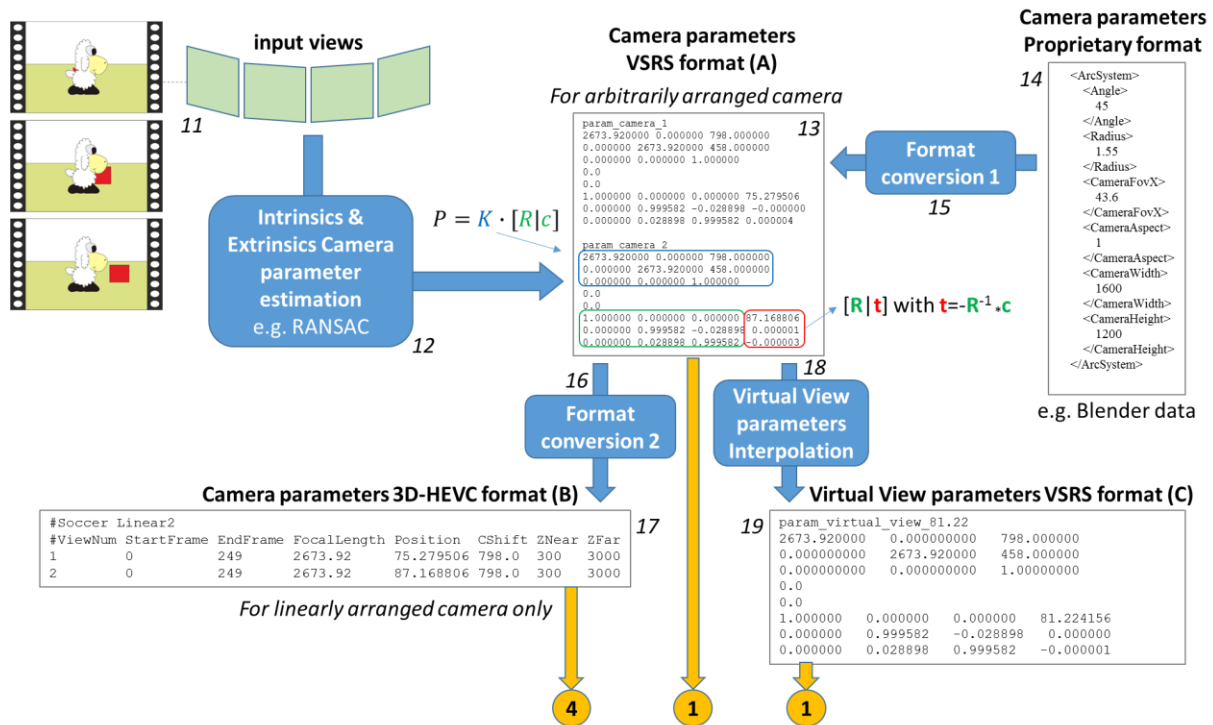 input views
11
Intrinsics &
Extrinsics Camera
parameter
estimation
e.g. RANSAC
12
P = K · [R|c]
Camera parameters
VSRS format (A)
For arbitrarily arranged camera
13
param_camera_1
2673.920000 0.000000 798.000000
0.000000 2673.920000 458.000000
0.000000 0.000000 1.000000
0.0
0.0
1.000000 0.000000 0.000000 75.279506
0.000000 0.999582 -0.028898 -0.000000
0.000000 0.028898 0.999582 0.000004
param_camera_2
2673.920000 0.000000 798.000000
0.000000 2673.920000 458.000000
0.000000 0.000000 1.000000
0.0
0.0
1.000000 0.000000 0.000000 87.168806
0.000000 0.999582 -0.028898 0.000001
0.000000 0.028898 0.999582 -0.000003
[R|t] with t=-R⁻¹*c
Format
conversion 1
15
Camera parameters
Proprietary format
14
<ArcSystem>
<Angle>
45
</Angle>
<Radius>
1.55
</Radius>
<CameraFovX>
43.6
</CameraFovX>
<CameraAspect>
1
</CameraAspect>
<CameraWidth>
1600
</CameraWidth>
<CameraHeight>
1200
</CameraHeight>
</ArcSystem>
e.g. Blender data
16
Format
conversion 2
18
Virtual View
parameters
Interpolation
Camera parameters 3D-HEVC format (B)
17
#Soccer Linear2
#ViewNum StartFrame EndFrame FocalLength Position CShift ZNear ZFar
1 0 249 2673.92 75.279506 798.0 300 3000
2 0 249 2673.92 87.168806 798.0 300 3000
For linearly arranged camera only
Virtual View parameters VSRS format (C)
19
param_virtual_view_81.22
2673.920000 0.000000000 798.000000
0.000000000 2673.920000 458.000000
0.000000000 0.000000000 1.00000000
0.0
0.0
1.000000 0.000000 0.000000 81.224156
0.000000 0.999582 -0.028898 0.000000
0.000000 0.028898 0.999582 -0.000001
4
1
1